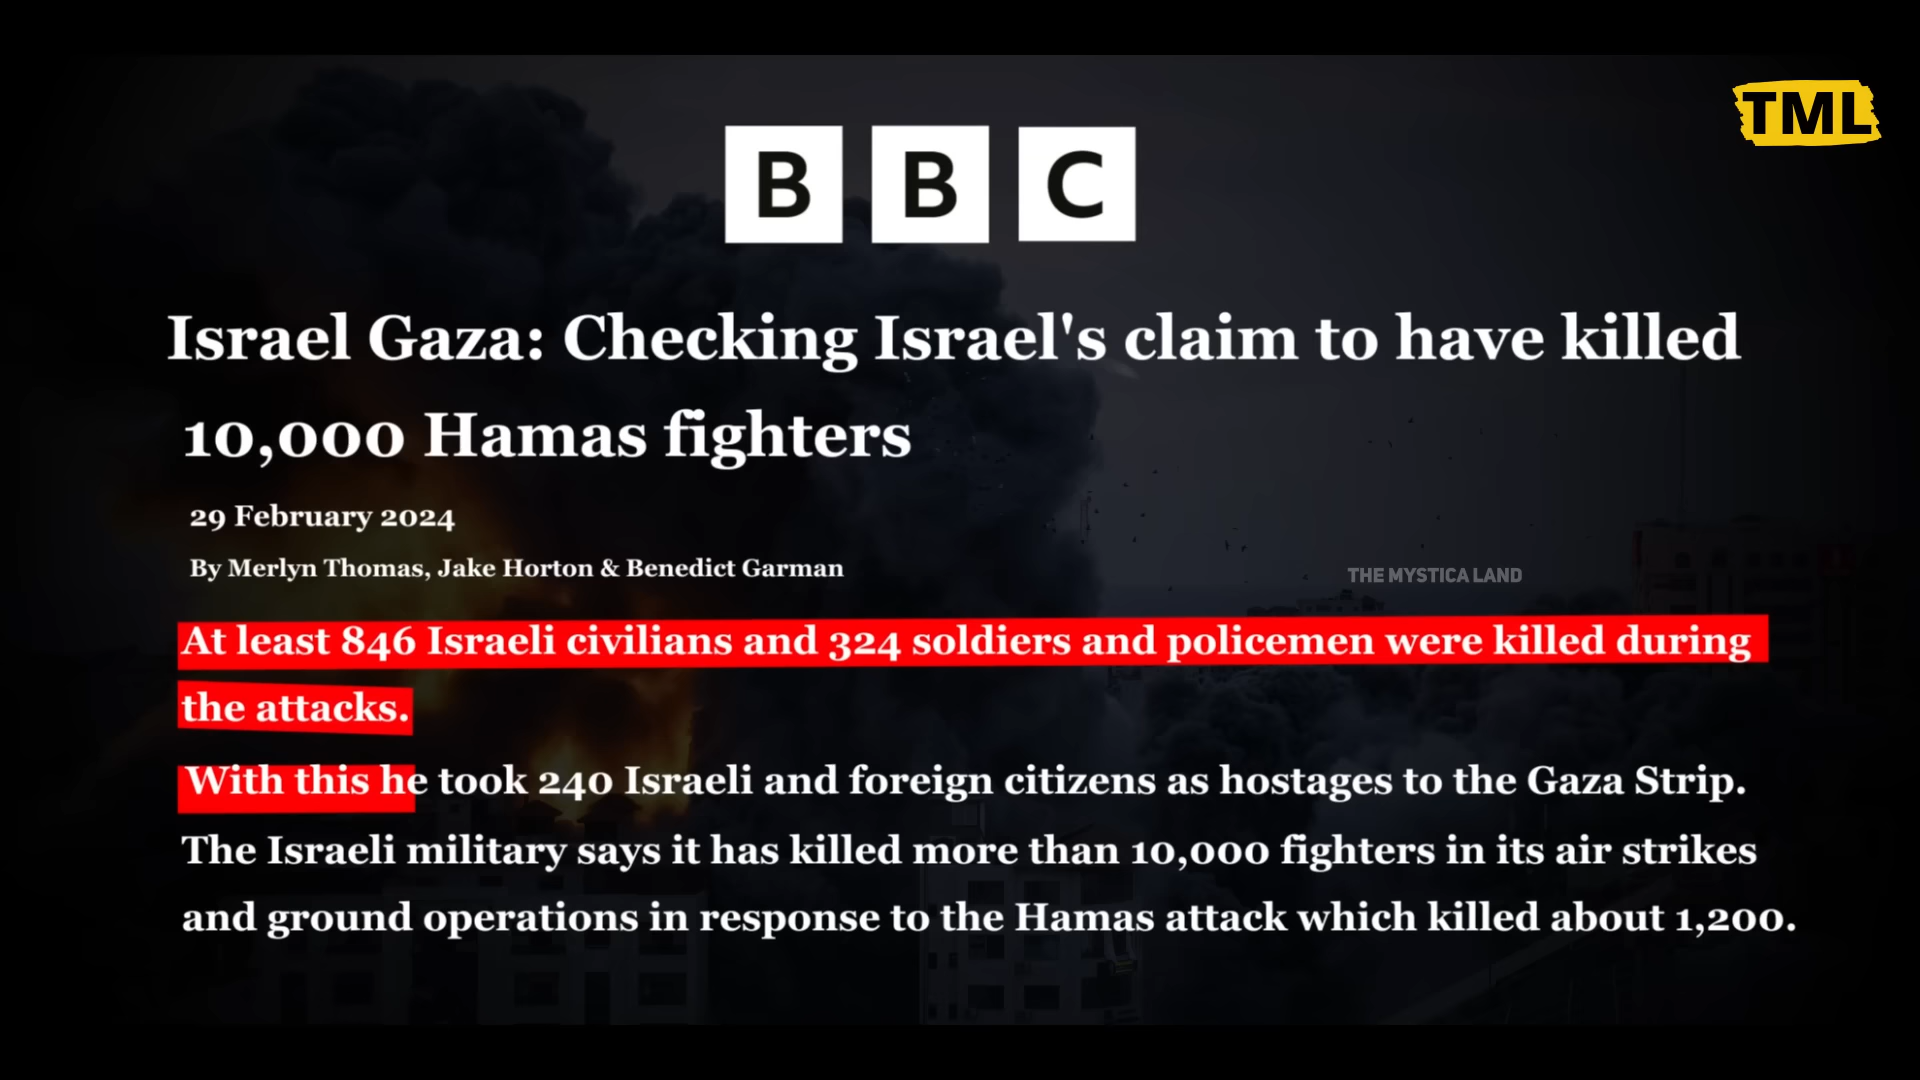 TML
B B C
Israel Gaza: Checking Israel's claim to have killed
10,000 Hamas fighters
29 February 2024
By Merlyn Thomas, Jake Horton & Benedict Garman
THE MYSTICA LAND
At least 846 Israeli civilians and 324 soldiers and policemen were killed during
the attacks.
With this he took 240 Israeli and foreign citizens as hostages to the Gaza Strip.
The Israeli military says it has killed more than 10,000 fighters in its air strikes
and ground operations in response to the Hamas attack which killed about 1,200.